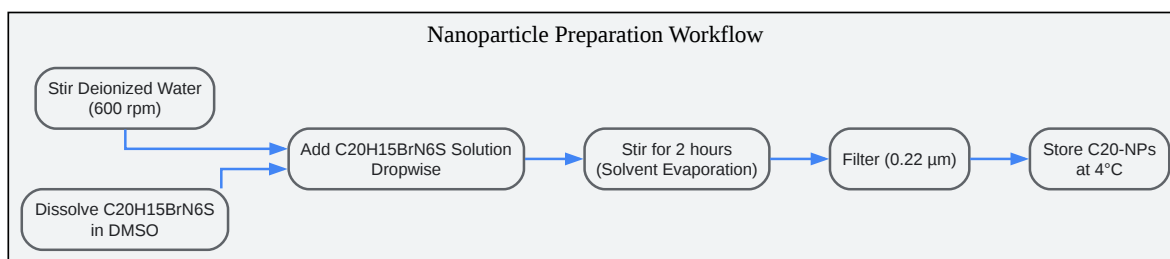 Nanoparticle Preparation Workflow
Stir Deionized Water
(600 rpm)
Dissolve C20H15BrN6S
in DMSO
Add C20H15BrN6S Solution
Dropwise
Stir for 2 hours
(Solvent Evaporation)
Filter (0.22 µm)
Store C20-NPs
at 4°C